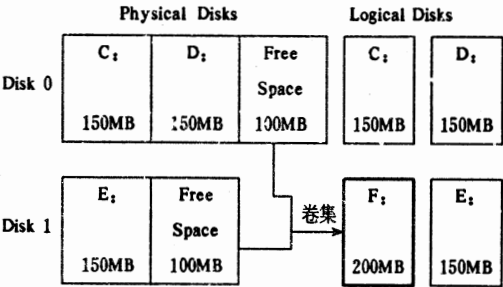 Physical Disks Logical Disks
C: D: Free C: D:
Disk 0
Space
150MB 150MB 100MB 150MB 150MB
E: Free F: E:
卷集
Disk 1 Space
150MB 100MB 200MB 150MB